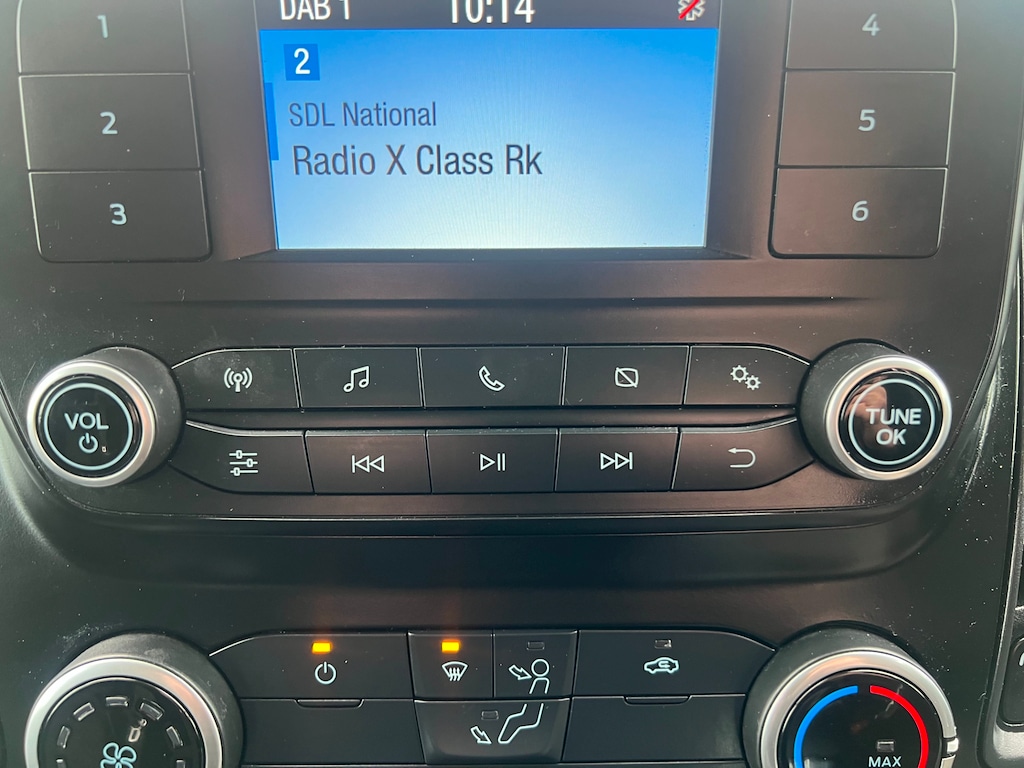 DAB 1 10:14
1
2
3
2
SDL National
Radio X Class Rk
4
5
6
VOL
TUNE
OK
MAX